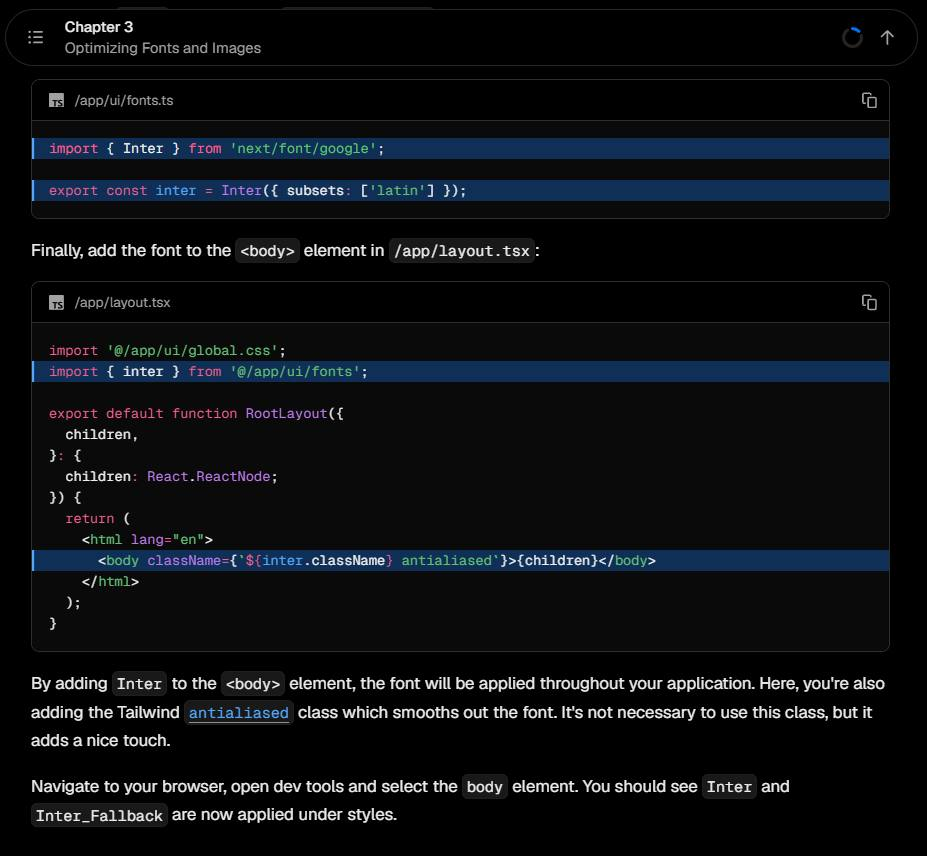 Chapter 3
Optimizing Fonts and Images
TS /app/ui/fonts.ts
import { Inter } from 'next/font/google';
export const inter = Inter({ subsets: ['latin'] });
Finally, add the font to the <body> element in /app/layout.tsx:
TS /app/layout.tsx
import '@/app/ui/global.css';
import { inter } from '@/app/ui/fonts';
export default function RootLayout({
  children,
}: {
  children: React.ReactNode;
}) {
  return (
    <html lang="en">
      <body className={`${inter.className} antialiased`}>{children}</body>
    </html>
  );
}
By adding Inter to the <body> element, the font will be applied throughout your application. Here, you're also
adding the Tailwind antialiased class which smooths out the font. It's not necessary to use this class, but it
adds a nice touch.
Navigate to your browser, open dev tools and select the body element. You should see Inter and
Inter_Fallback are now applied under styles.